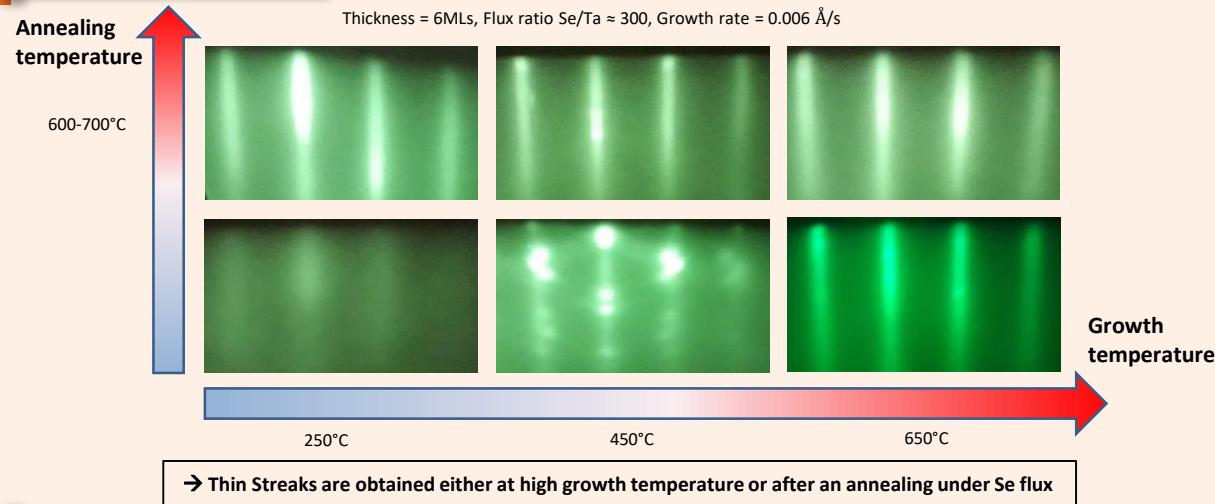 Thickness = 6MLs, Flux ratio Se/Ta ≈ 300, Growth rate = 0.006 Å/s
Annealing
temperature
600-700°C
Growth
temperature
250°C 450°C 650°C
→ Thin Streaks are obtained either at high growth temperature or after an annealing under Se flux